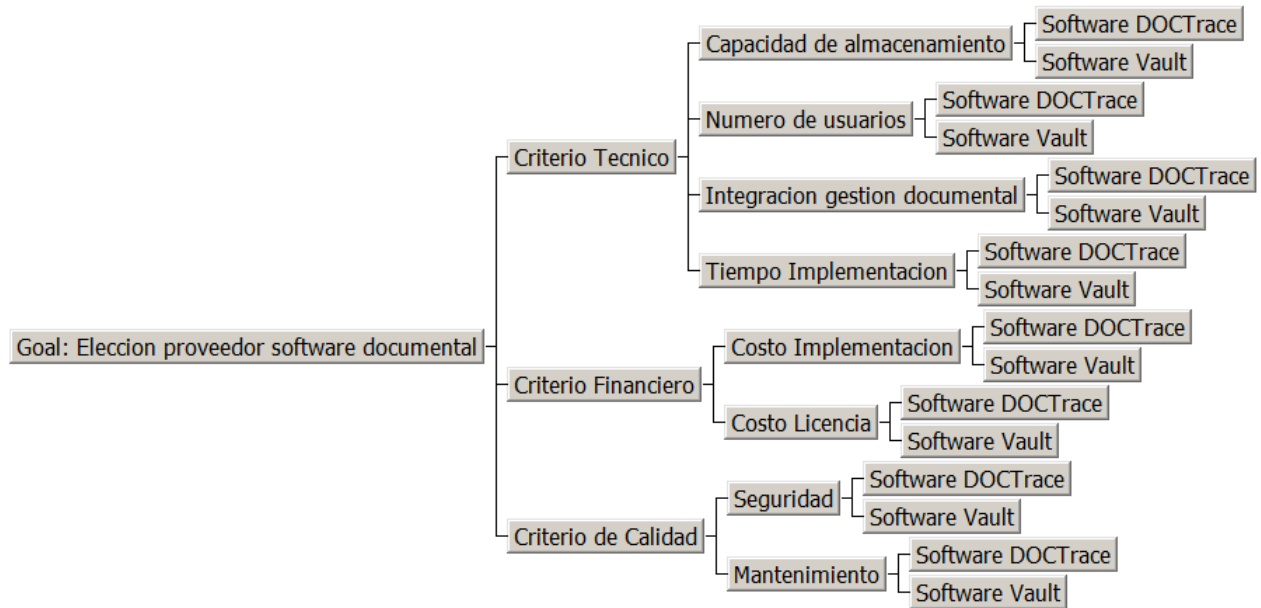 Goal: Eleccion proveedor software documental
Criterio Tecnico
Capacidad de almacenamiento
Software DOCTrace
Software Vault
Numero de usuarios
Software DOCTrace
Software Vault
Integracion gestion documental
Software DOCTrace
Software Vault
Tiempo Implementacion
Software DOCTrace
Software Vault
Criterio Financiero
Costo Implementacion
Software DOCTrace
Software Vault
Costo Licencia
Software DOCTrace
Software Vault
Criterio de Calidad
Seguridad
Software DOCTrace
Software Vault
Mantenimiento
Software DOCTrace
Software Vault